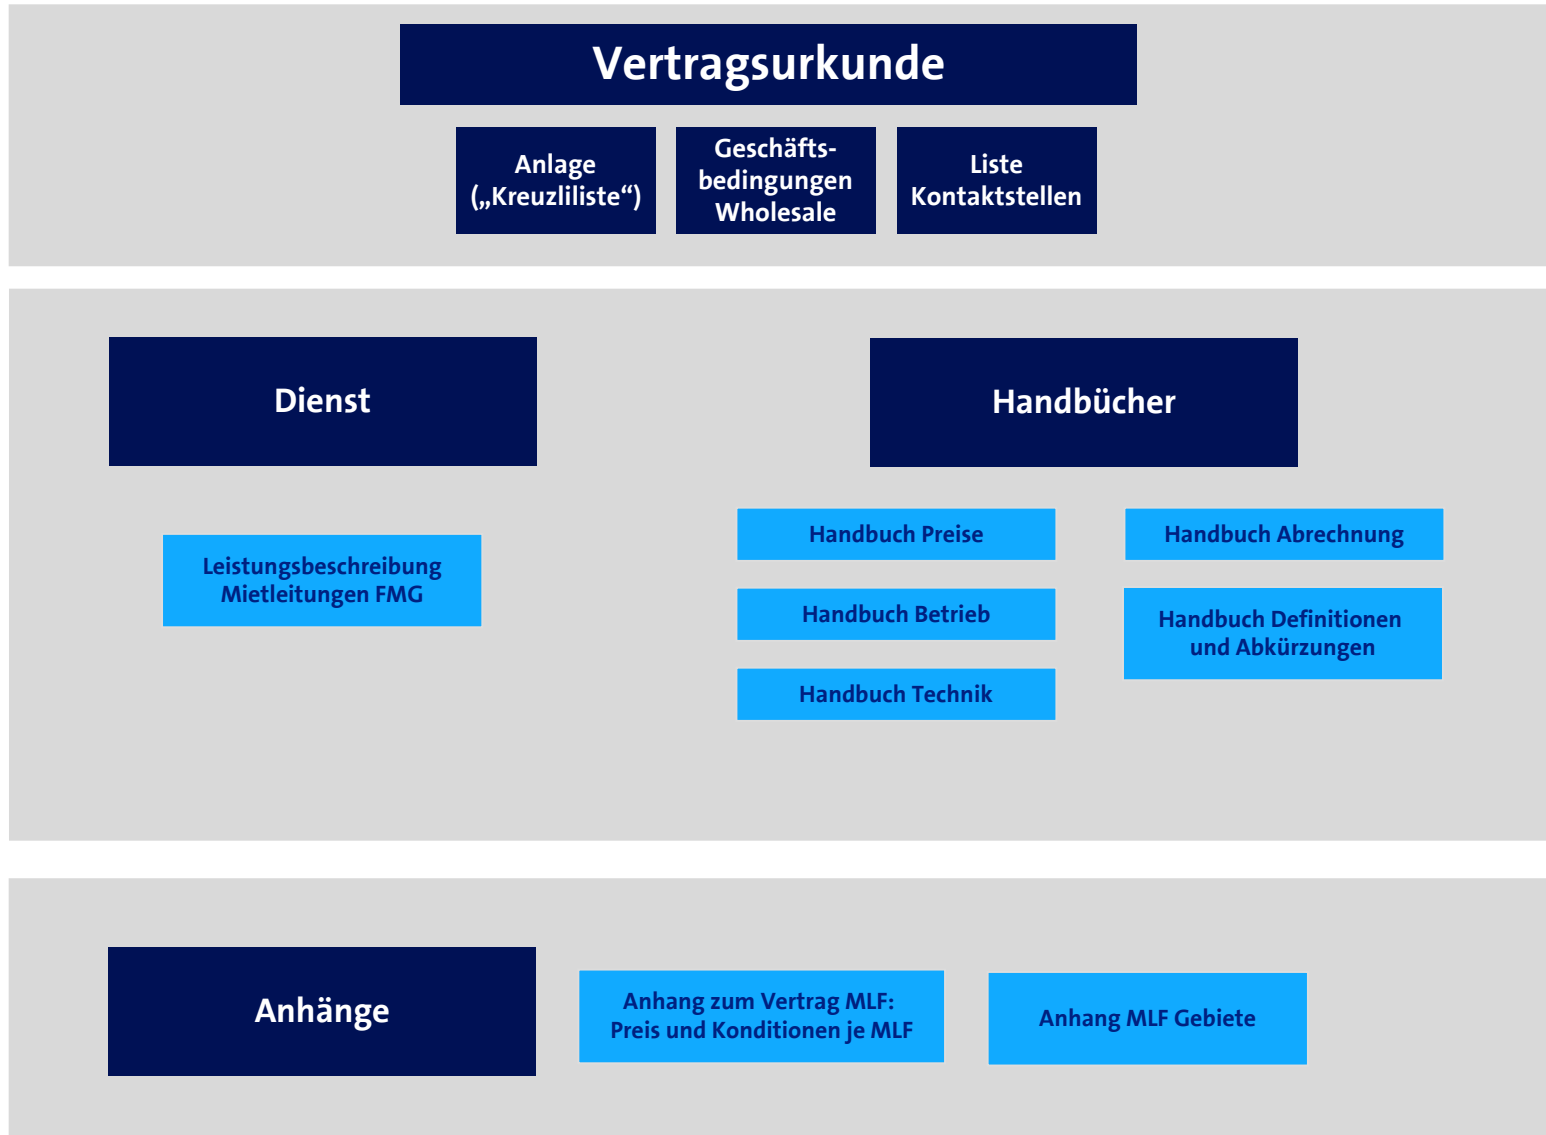 Vertragsurkunde
Anlage
(„Kreuzliliste“)
Geschäfts-
bedingungen
Wholesale
Liste
Kontaktstellen
Dienst
Leistungsbeschreibung
Mietleitungen FMG
Handbücher
Handbuch Preise
Handbuch Betrieb
Handbuch Technik
Handbuch Abrechnung
Handbuch Definitionen
und Abkürzungen
Anhänge
Anhang zum Vertrag MLF:
Preis und Konditionen je MLF
Anhang MLF Gebiete